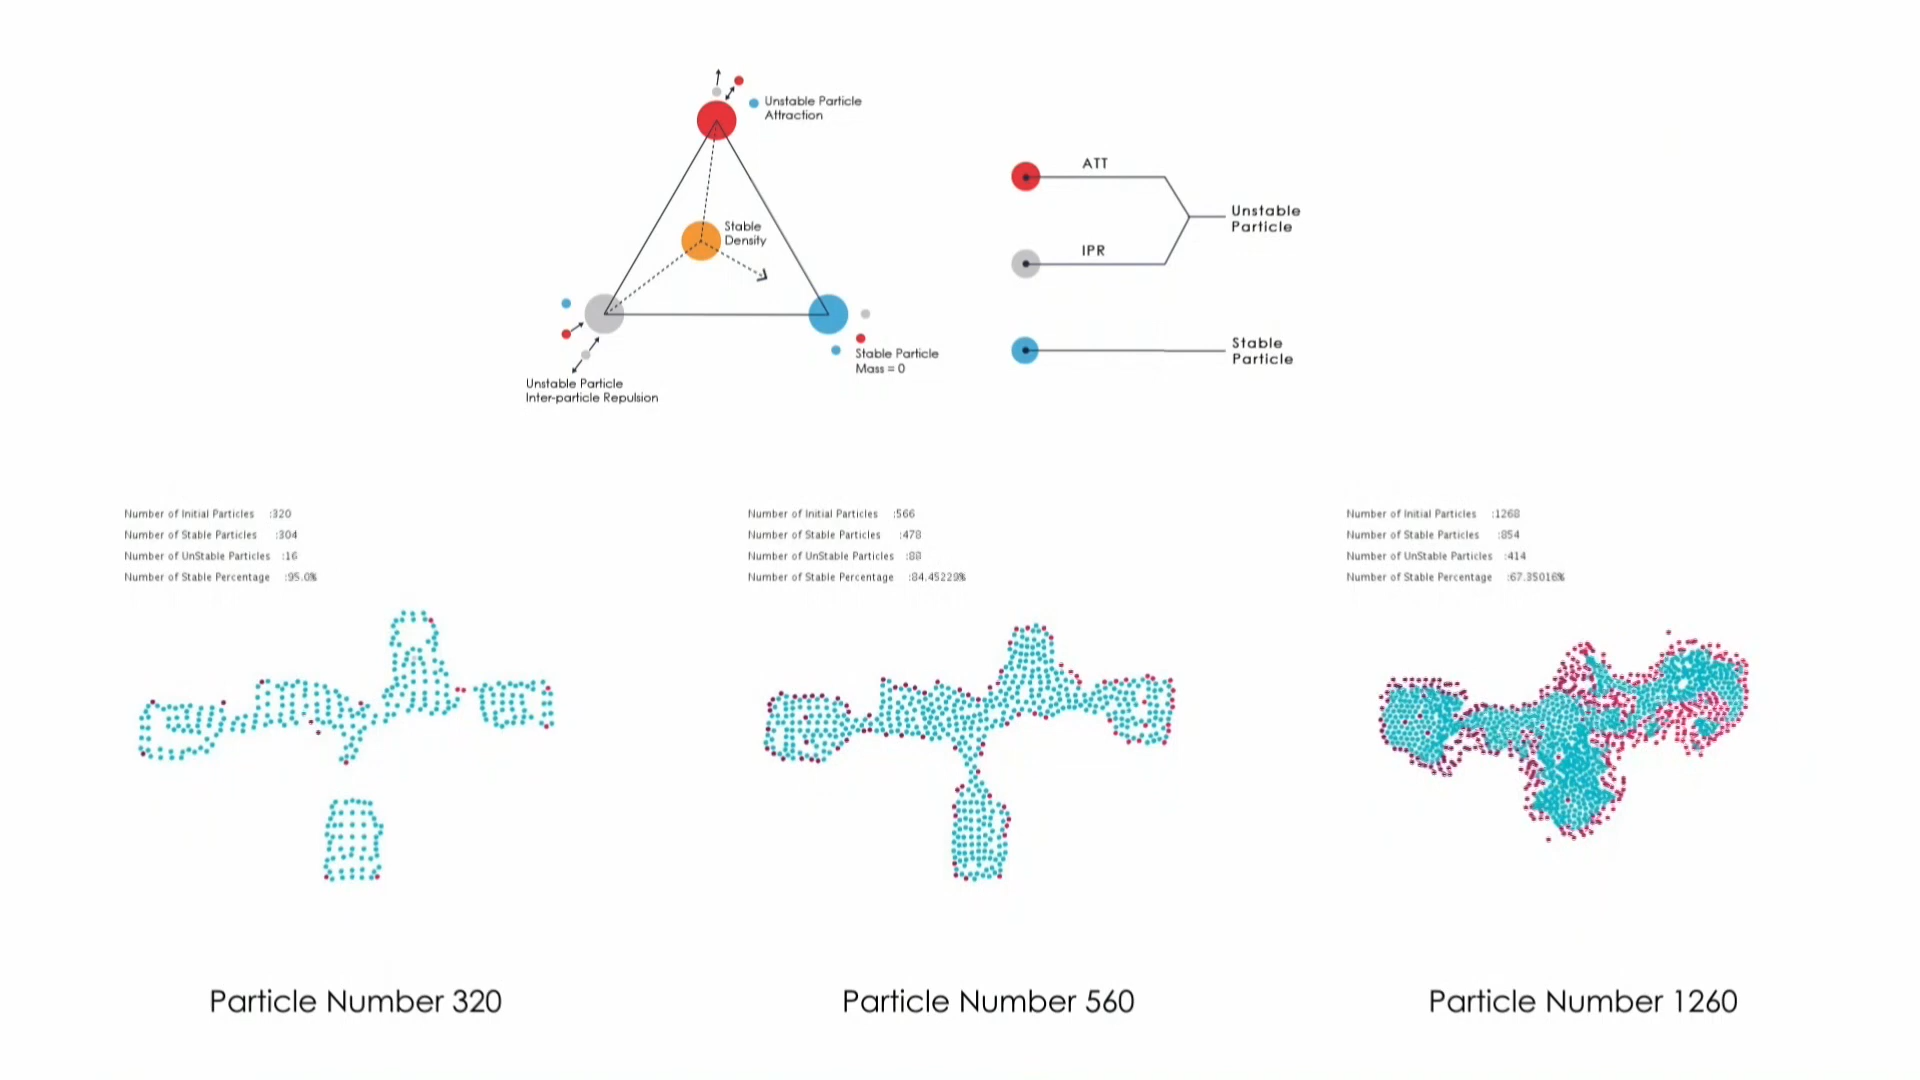 Unstable Particle
Attraction
Stable
Density
Stable Particle
Mass = 0
Unstable Particle
Inter-particle Repulsion
ATT
IPR
Unstable
Particle
Stable
Particle
Number of Initial Particles :320
Number of Stable Particles :304
Number of UnStable Particles :16
Number of Stable Percentage :95.0%
Number of Initial Particles :566
Number of Stable Particles :478
Number of UnStable Particles :88
Number of Stable Percentage :84.45229%
Number of Initial Particles :1268
Number of Stable Particles :854
Number of UnStable Particles :414
Number of Stable Percentage :67.35016%
Particle Number 320
Particle Number 560
Particle Number 1260